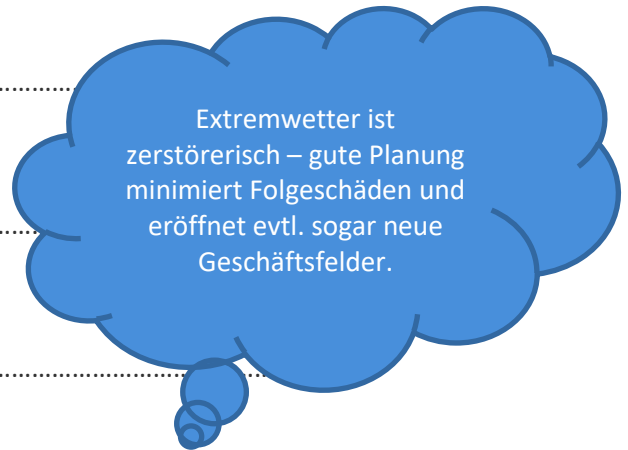 Extremwetter ist
zerstörerisch – gute Planung
minimiert Folgeschäden und
eröffnet evtl. sogar neue
Geschäftsfelder.